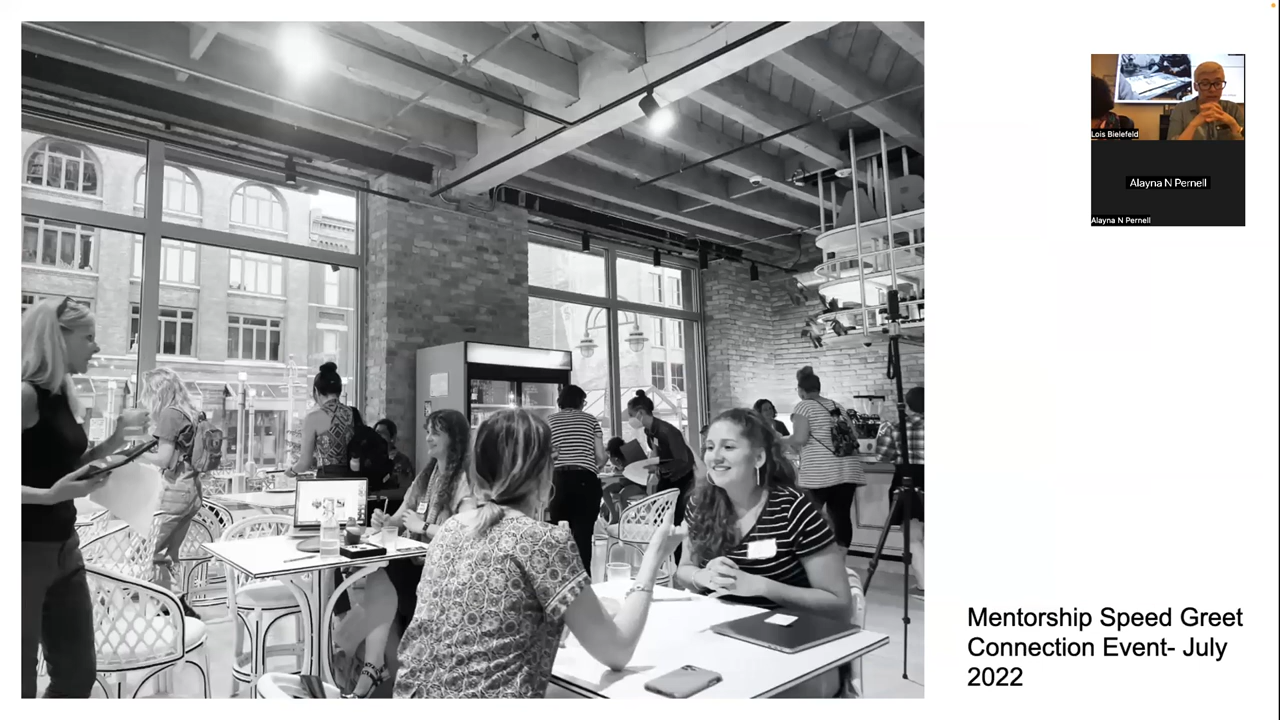 Lois Bielefeld
Alayna N Pernell
Alayna N Pernell
Mentorship Speed Greet
Connection Event- July
2022